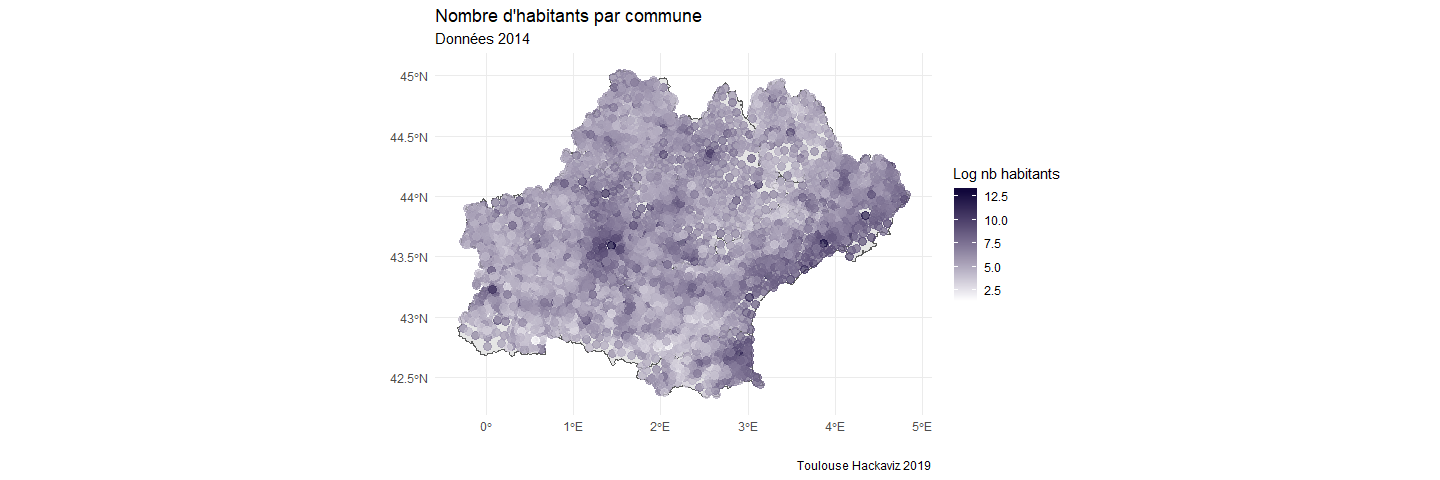 Nombre d'habitants par commune
Données 2014
45°N
44.5°N
44°N
43.5°N
43°N
42.5°N
0°
1°E
2°E
3°E
4°E
5°E
Log nb habitants
12.5
10.0
7.5
5.0
2.5
Toulouse Hackaviz 2019